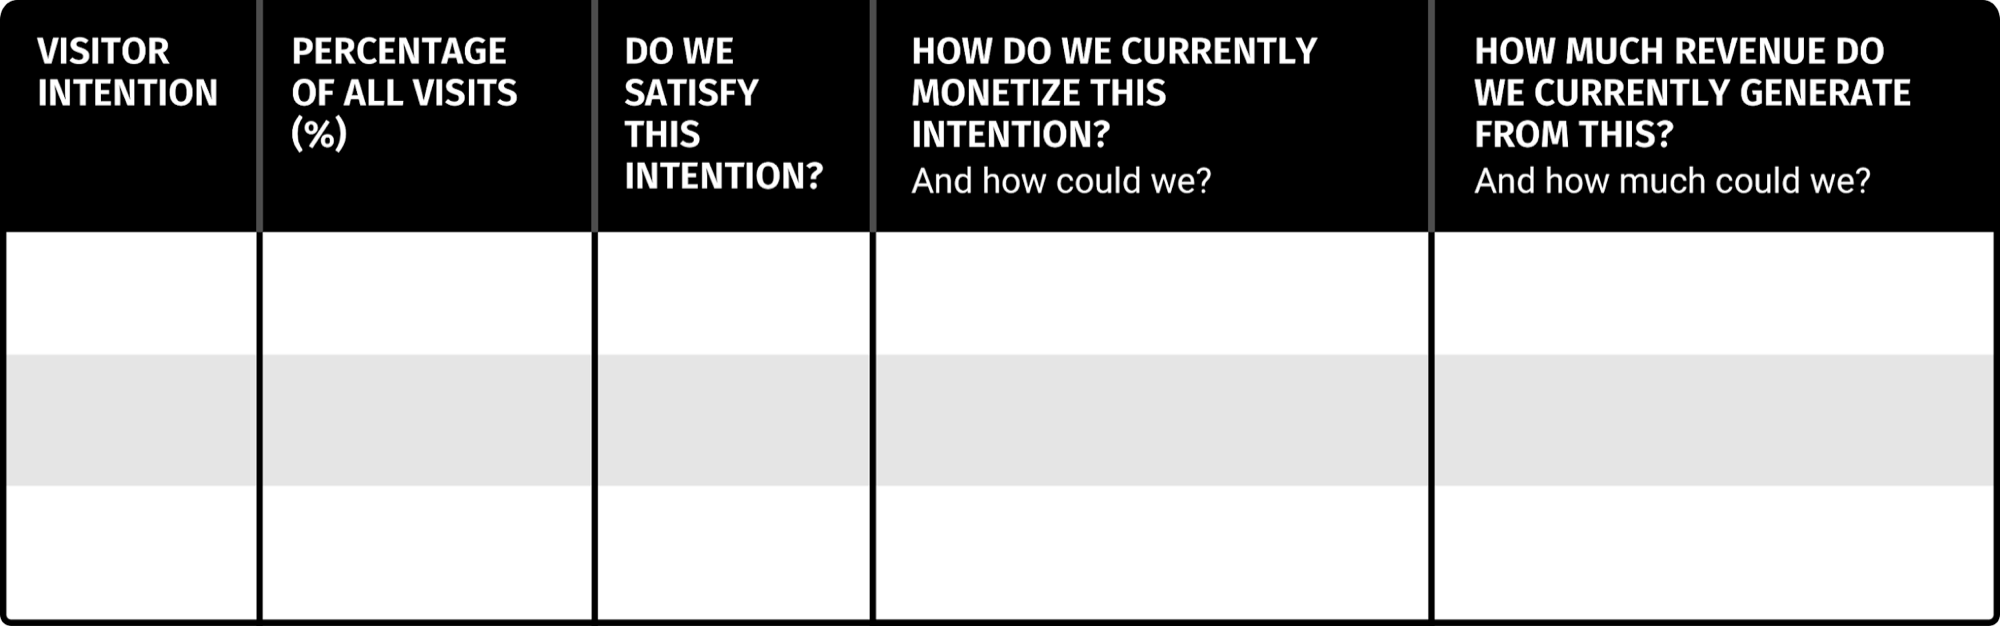 VISITOR
INTENTION
PERCENTAGE
OF ALL VISITS
(%)
DO WE
SATISFY
THIS
INTENTION?
HOW DO WE CURRENTLY
MONETIZE THIS
INTENTION?
And how could we?
HOW MUCH REVENUE DO
WE CURRENTLY GENERATE
FROM THIS?
And how much could we?